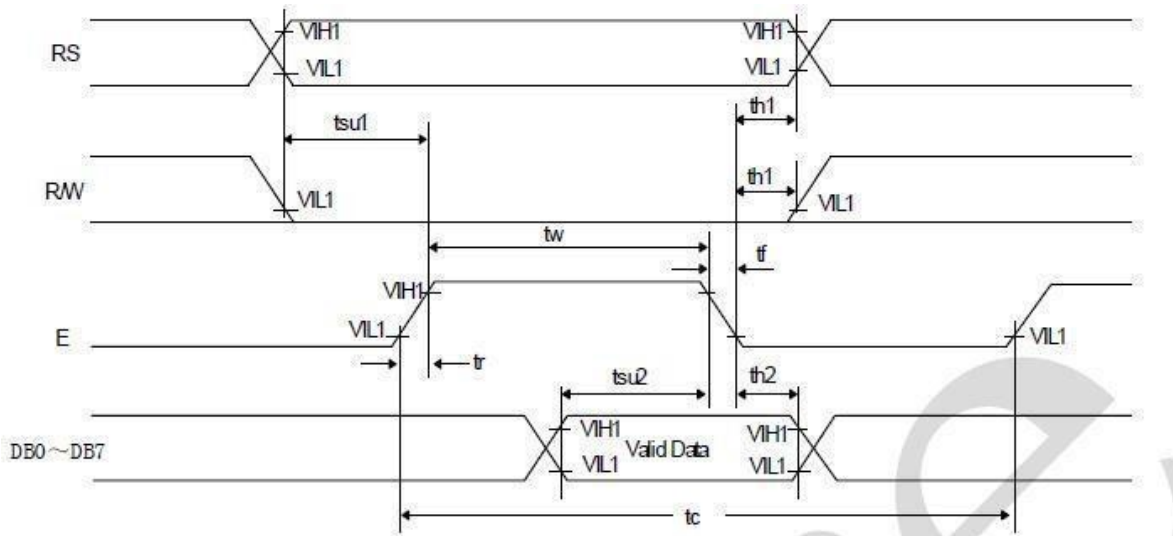 VIH1 VIH1
RS
VIL1 VIL1
tsu1 th1
R/W
VIL1 th1 VIL1
tw
tf
VIH1
E VIL1 VIL1
tr tsu2 th2
DB0～DB7 VIH1 Valid Data VIH1
VIL1 VIL1
tc